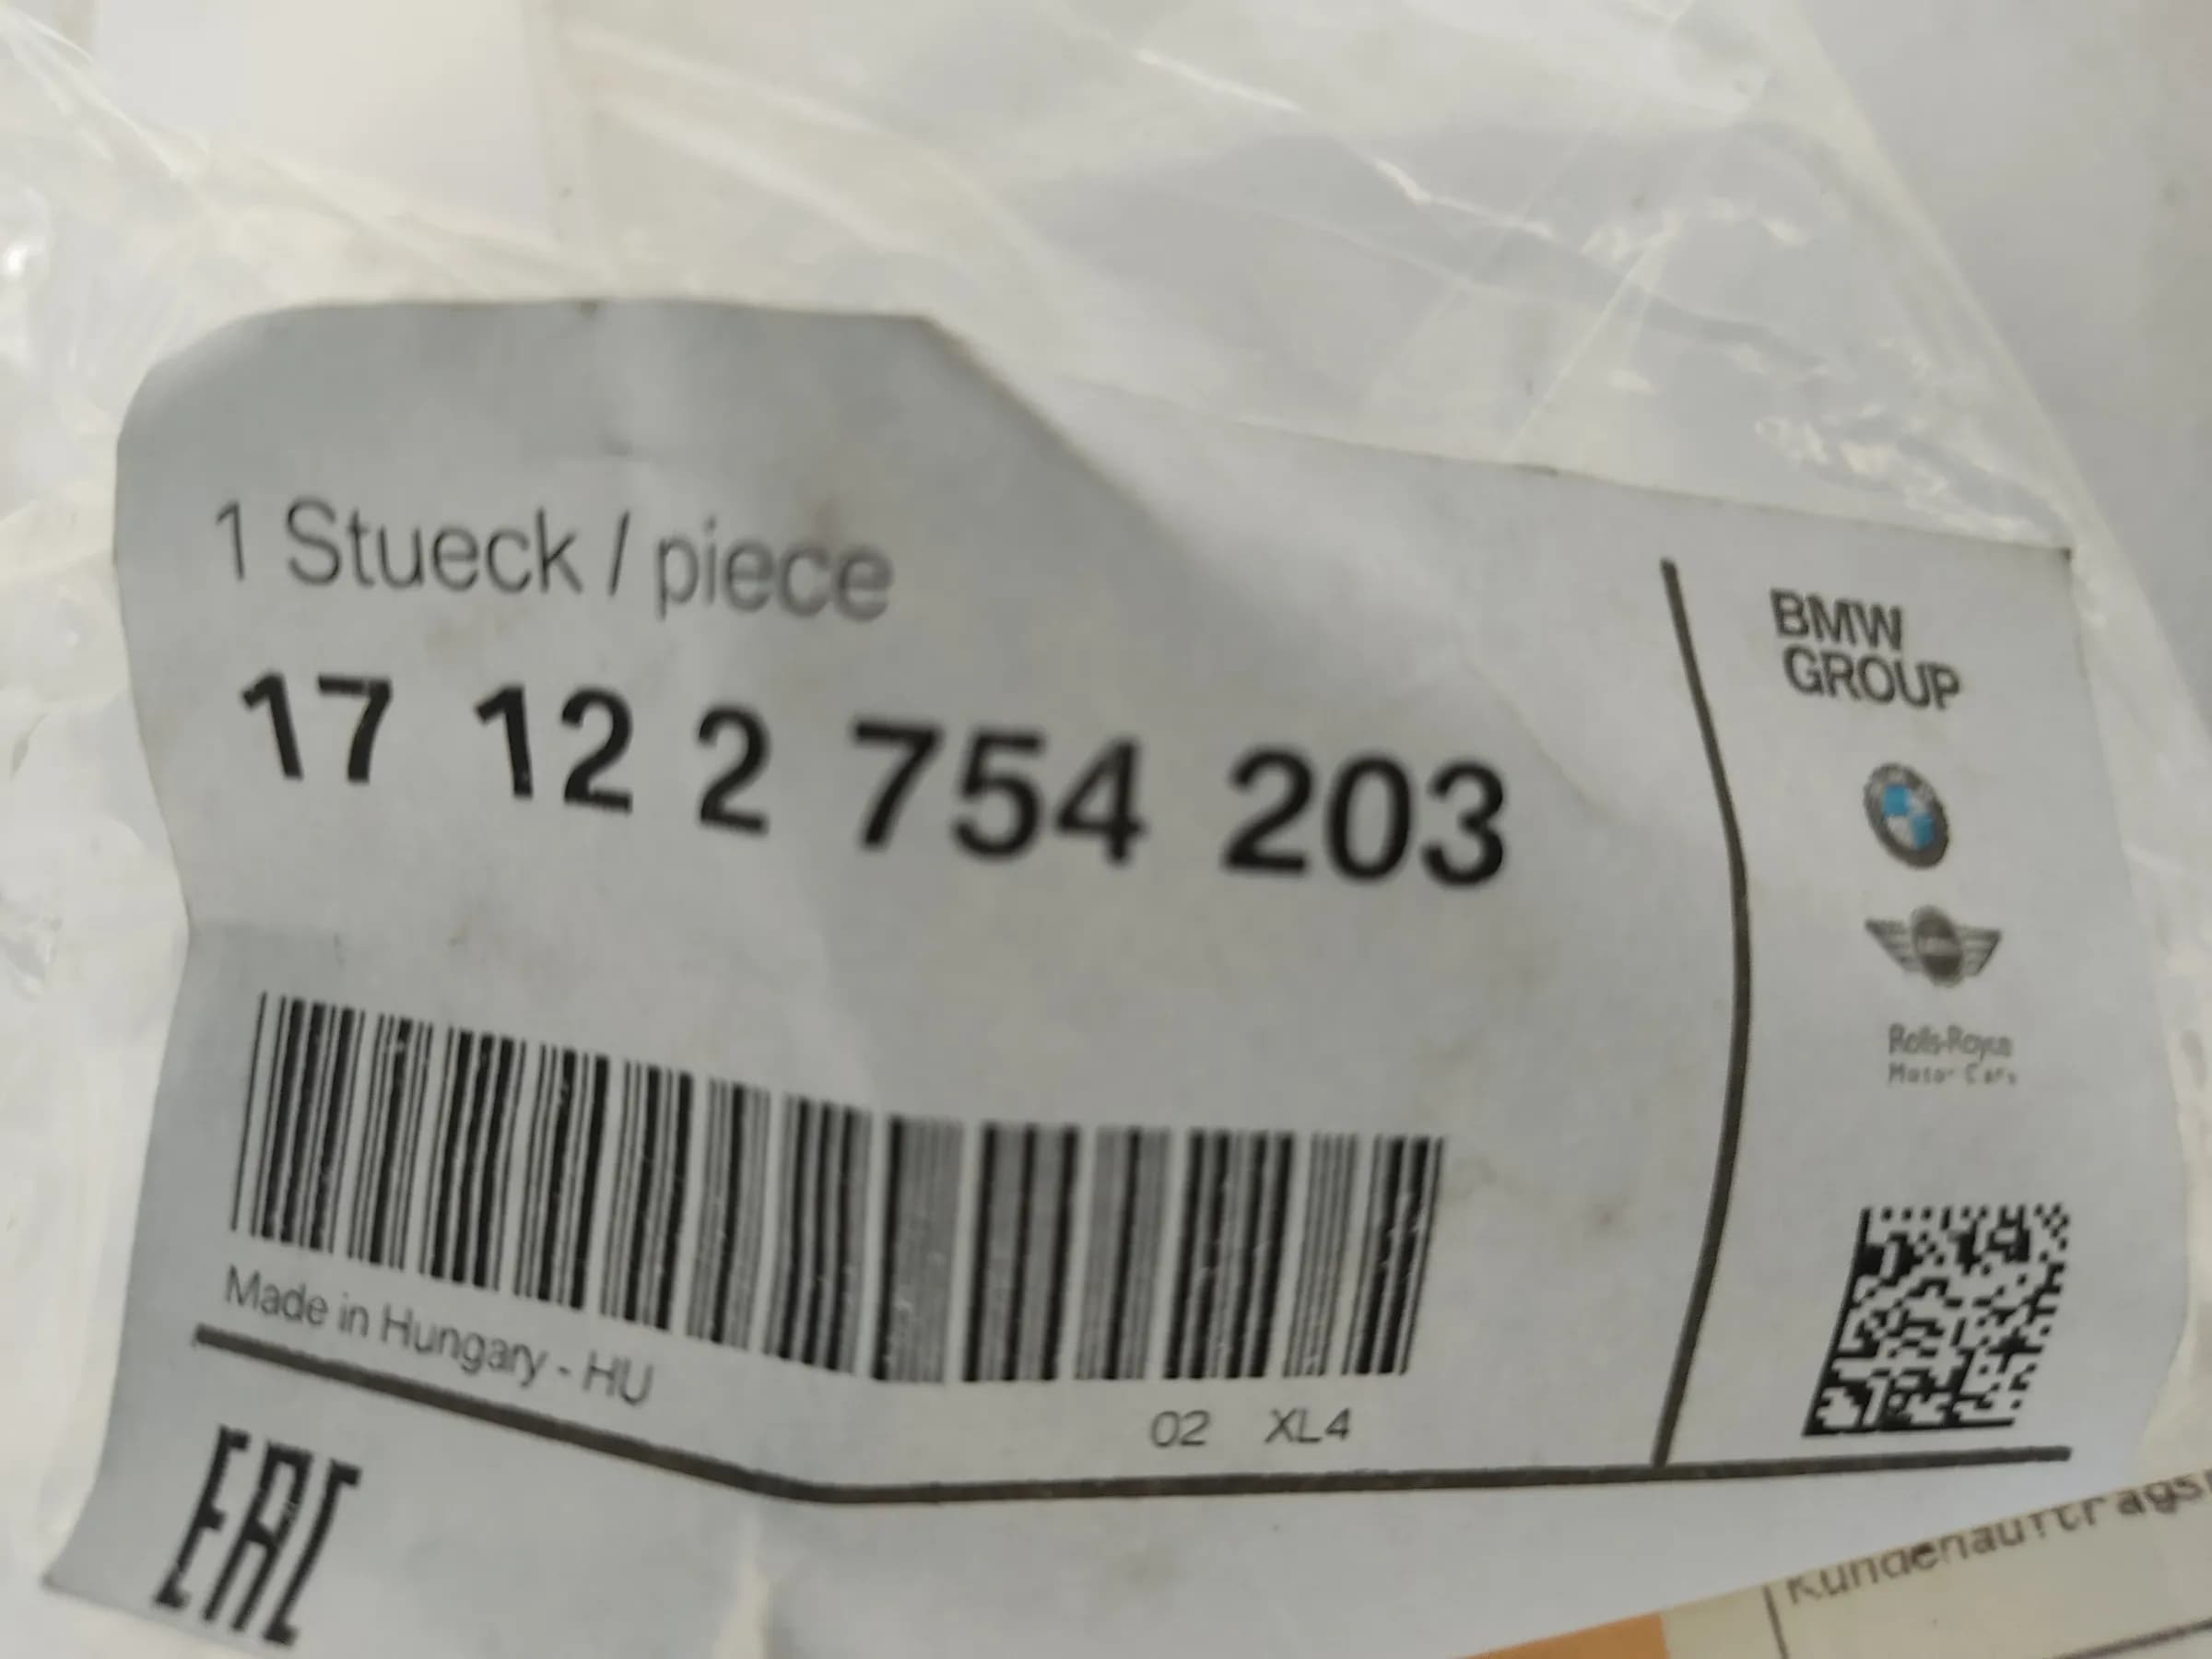 1 Stueck / piece
17 12 2 754 203
Made in Hungary - HU
02 XL4
EAC
BMW
GROUP
Rolls-Royce
Motor Cars